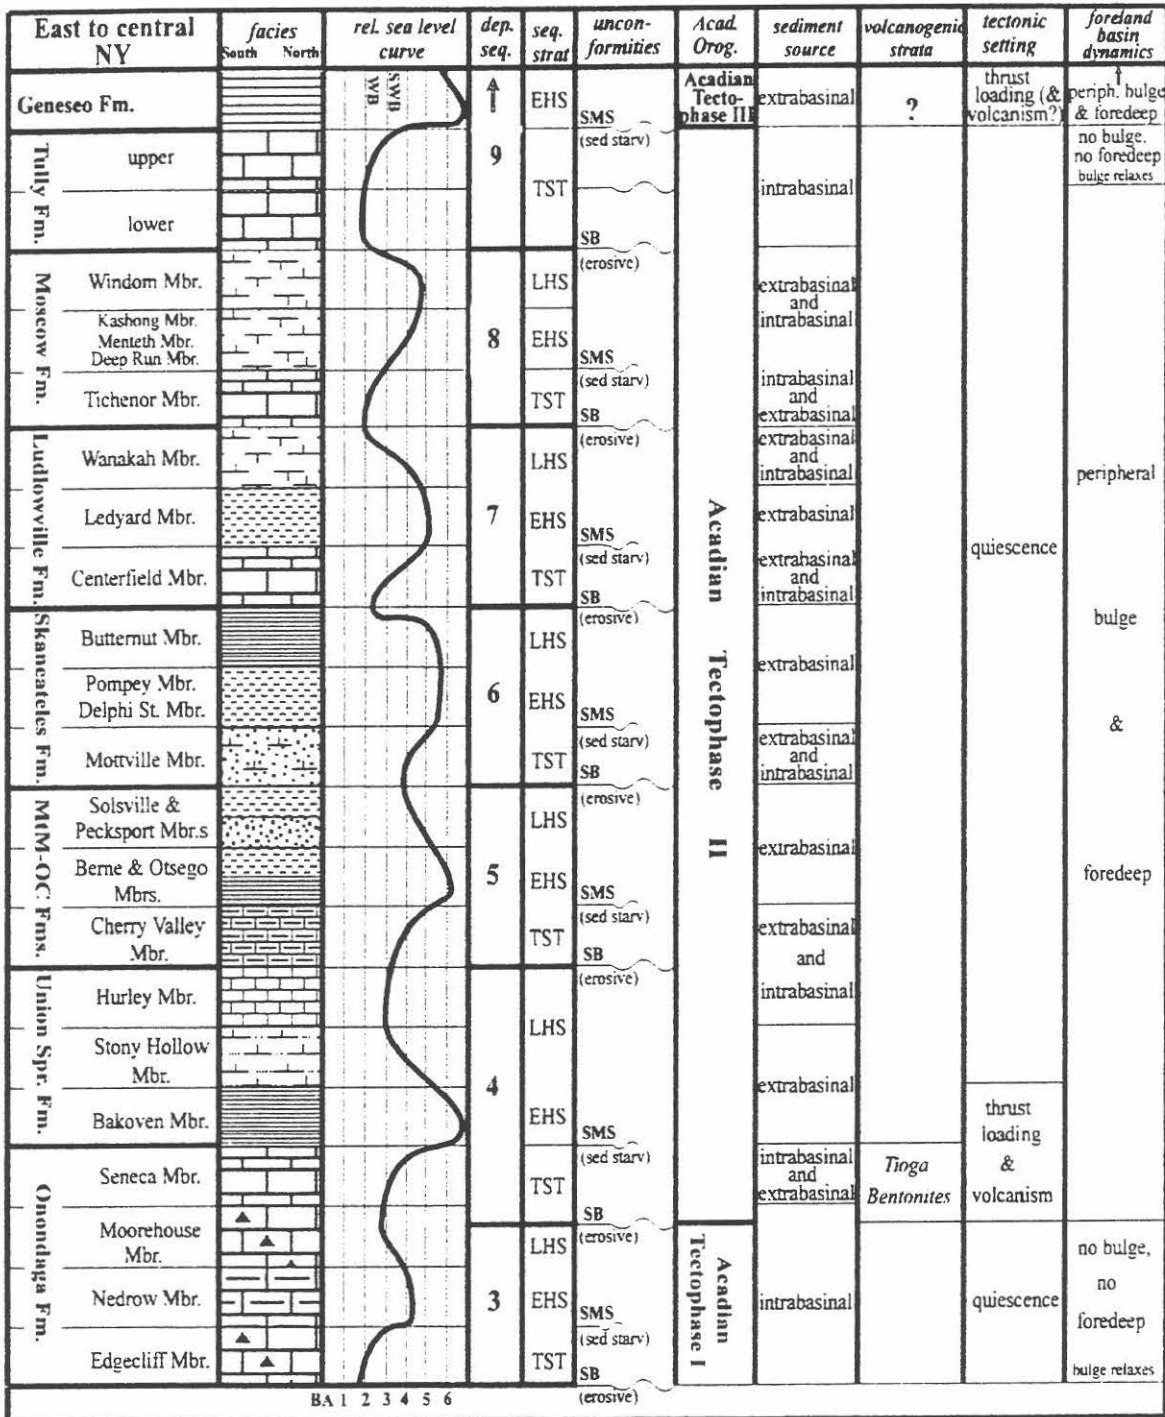 East to central
NY
facies
South North
rel. sea level
curve
dep.
seq.
seq.
strat
uncon-
formities
Acad.
Orog.
sediment
source
volcanogenic
strata
tectonic
setting
foreland
basin
dynamics
Geneseo Fm.
WB
SWB
EHS
SMS
Acadian
Tecto-
phase III
extrabasinal
?
thrust
loading (&
volcanism?)
periph. bulge
& foredeep
Tully Fm.
upper
lower
9
TST
(sed starv)
SB
intrabasinal
no bulge,
no foredeep
bulge relaxes
Moscow Fm.
Windom Mbr.
Kashong Mbr.
Menteth Mbr.
Deep Run Mbr.
Tichenor Mbr.
8
LHS
EHS
TST
(erosive)
SMS
(sed starv)
SB
extrabasinal
and
intrabasinal
intrabasinal
and
extrabasinal
Ludlowville Fm.
Wanakah Mbr.
Ledyard Mbr.
Centerfield Mbr.
7
LHS
EHS
TST
(erosive)
SMS
(sed starv)
SB
extrabasinal
and
intrabasinal
extrabasinal
extrabasinal
and
intrabasinal
Skaneateles Fm.
Butternut Mbr.
Pompey Mbr.
Delphi St. Mbr.
Mottville Mbr.
6
LHS
EHS
TST
(erosive)
SMS
(sed starv)
SB
extrabasinal
extrabasinal
and
intrabasinal
MtM-OC Fms.
Solsville &
Pecksport Mbr.s
Berne & Otsego
Mbrs.
Cherry Valley
Mbr.
5
LHS
EHS
TST
(erosive)
SMS
(sed starv)
SB
extrabasinal
extrabasinal
and
intrabasinal
Union Spr. Fm.
Hurley Mbr.
Stony Hollow
Mbr.
Bakoven Mbr.
4
LHS
EHS
(erosive)
SMS
extrabasinal
Acadian Tectophase II
quiescence
peripheral
bulge
&
foredeep
thrust
loading
&
volcanism
Onondaga Fm.
Seneca Mbr.
Moorehouse
Mbr.
Nedrow Mbr.
Edgecliff Mbr.
TST
(sed starv)
SB
intrabasinal
and
extrabasinal
Tioga
Bentonites
3
LHS
EHS
TST
(erosive)
SMS
(sed starv)
SB
(erosive)
Acadian
Tectophase I
intrabasinal
quiescence
no bulge,
no
foredeep
bulge relaxes
BA 1 2 3 4 5 6